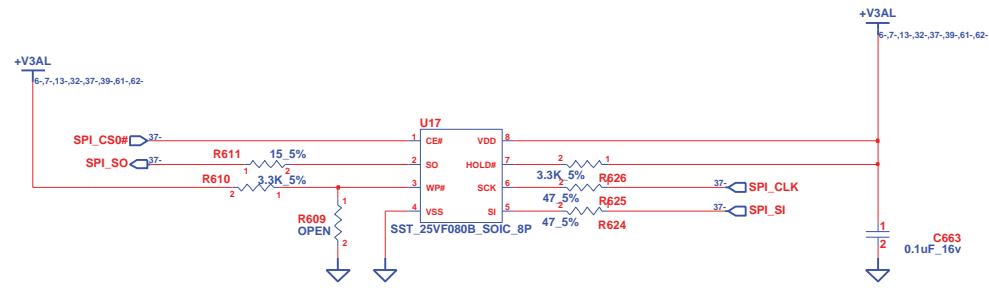 +V3AL
6-,7-,13-,32-,37-,39-,61-,62-
+V3AL
6-,7-,13-,32-,37-,39-,61-,62-
U17
SPI_CS0# 37- 1 CE# VDD 8
SPI_SO 37- R611 15_5% 1 2 2 SO HOLD# 7 2 1 3.3K_5% R626
R610 3.3K_5% 2 1 3 WP# SCK 6 2 1 47_5% R625 37- SPI_CLK
R609 OPEN 1 2 4 VSS SI 5 2 1 47_5% R624 37- SPI_SI
SST_25VF080B_SOIC_8P
1
2
C663
0.1uF_16v